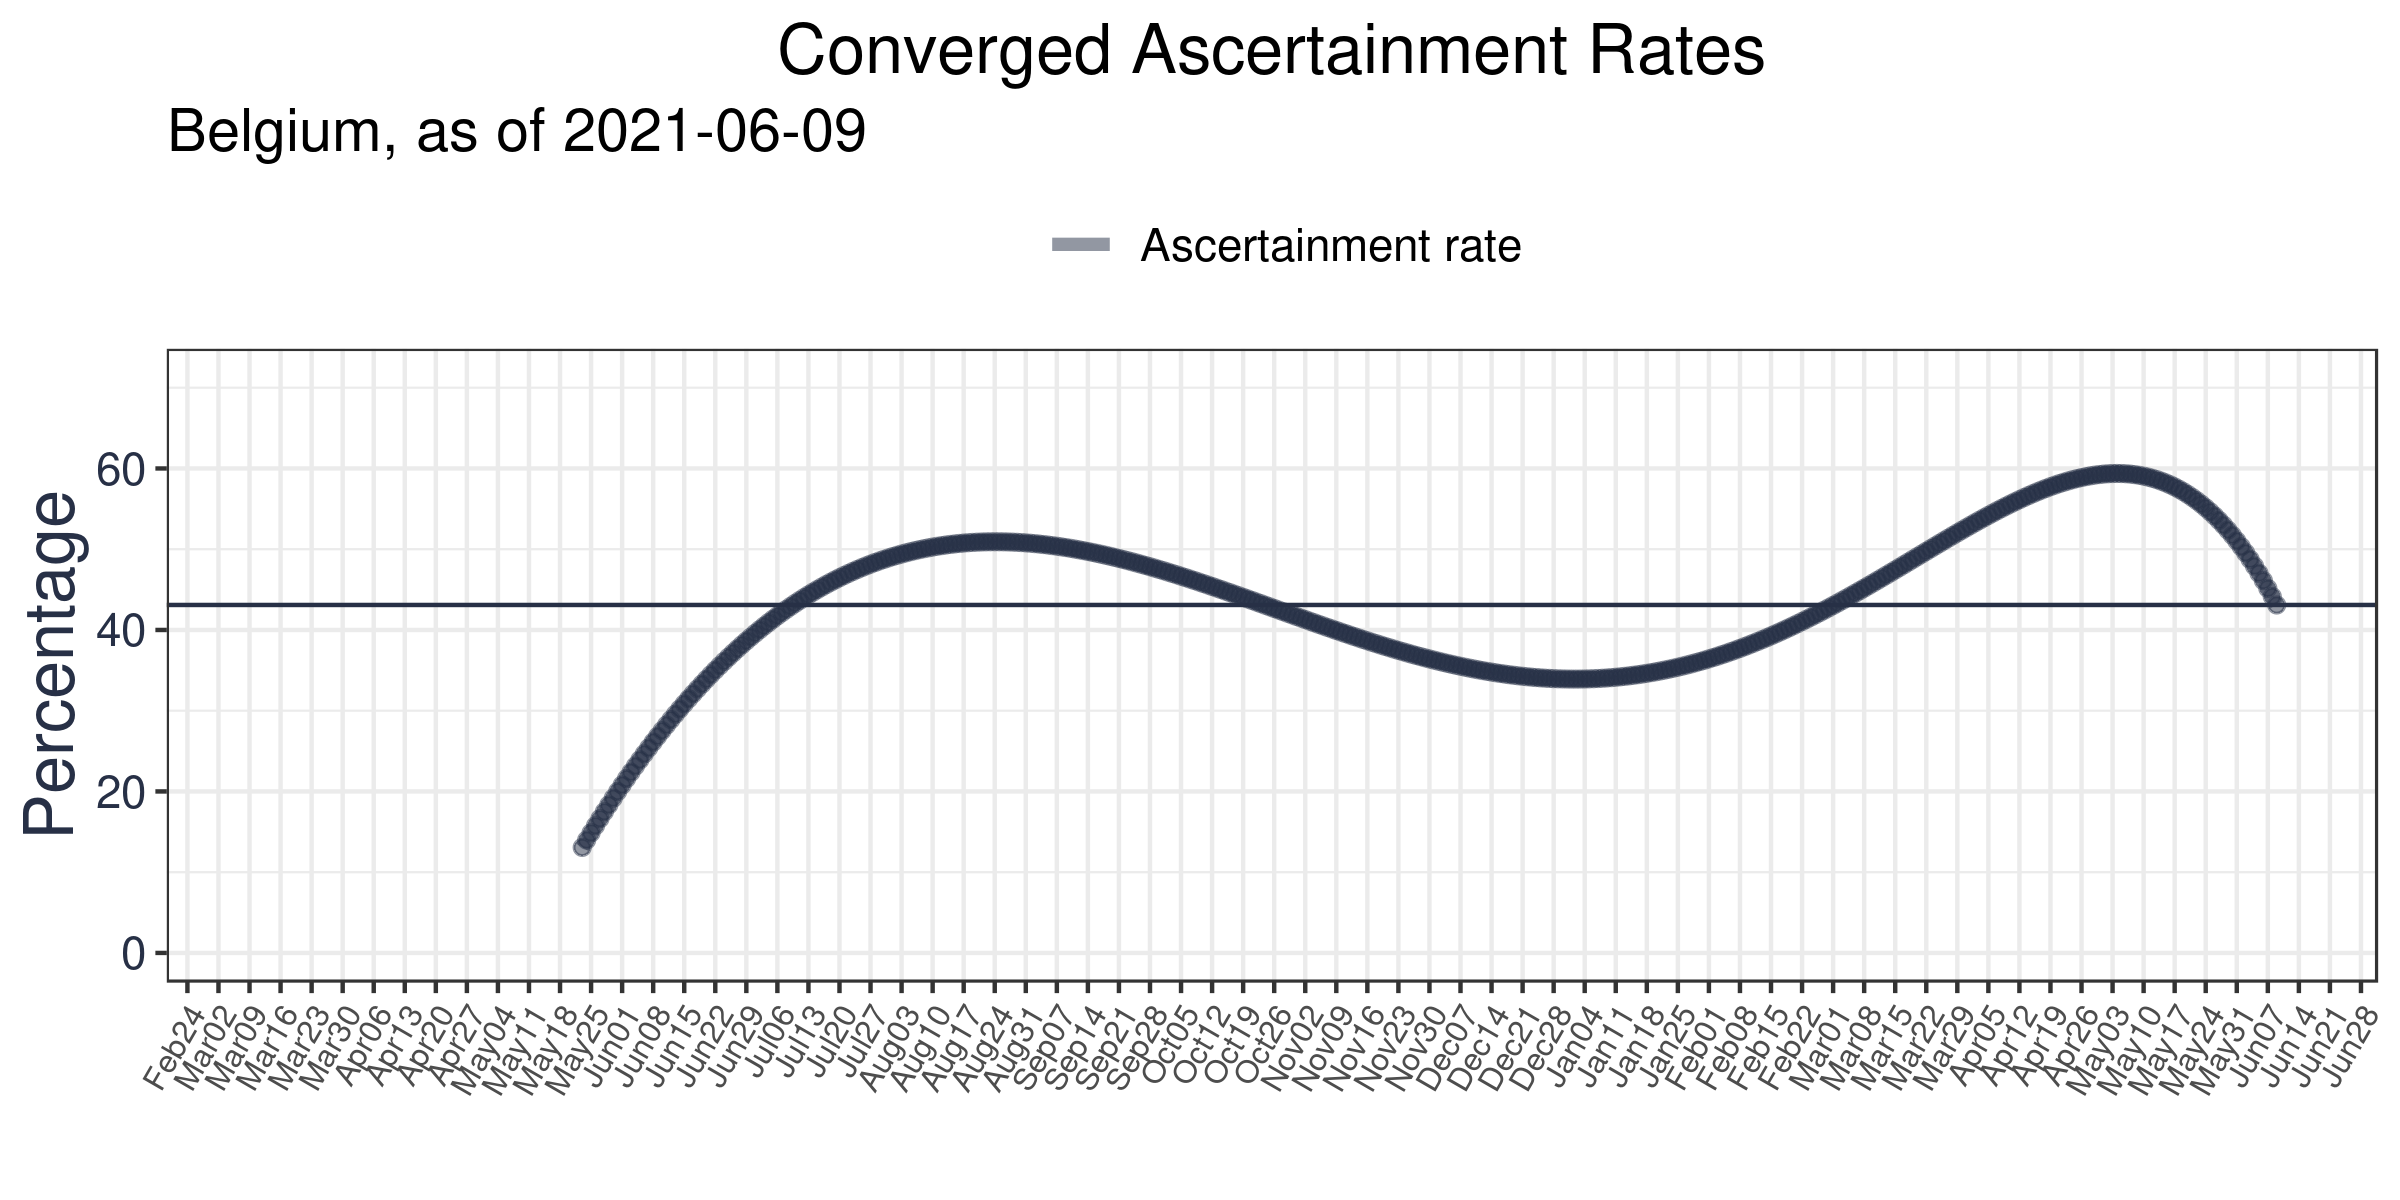 Converged Ascertainment Rates
Belgium, as of 2021-06-09
Ascertainment rate
Percentage
60
40
20
0
Feb24 Mar02 Mar09 Mar16 Mar23 Mar30 Apr06 Apr13 Apr20 Apr27 May04 May11 May18 May25 Jun01 Jun08 Jun15 Jun22 Jun29 Jul06 Jul13 Jul20 Jul27 Aug03 Aug10 Aug17 Aug24 Aug31 Sep07 Sep14 Sep21 Sep28 Oct05 Oct12 Oct19 Oct26 Nov02 Nov09 Nov16 Nov23 Nov30 Dec07 Dec14 Dec21 Dec28 Jan04 Jan11 Jan18 Jan25 Feb01 Feb08 Feb15 Feb22 Mar01 Mar08 Mar15 Mar22 Mar29 Apr05 Apr12 Apr19 Apr26 May03 May10 May17 May24 May31 Jun07 Jun14 Jun21 Jun28